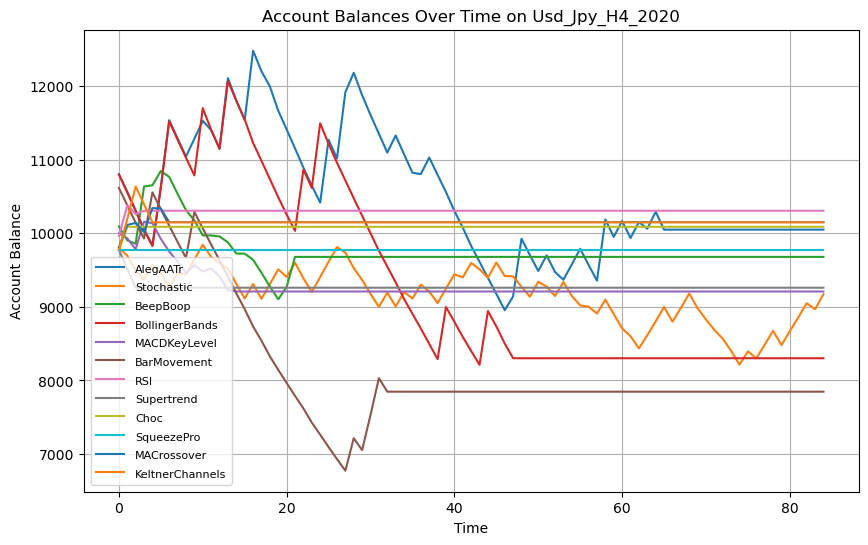 Account Balances Over Time on Usd_Jpy_H4_2020
Account Balance
12000
11000
10000
9000
8000
7000
AlegAATr
Stochastic
BeepBoop
BollingerBands
MACDKeyLevel
BarMovement
RSI
Supertrend
Choc
SqueezePro
MACrossover
KeltnerChannels
0 20 40 60 80
Time